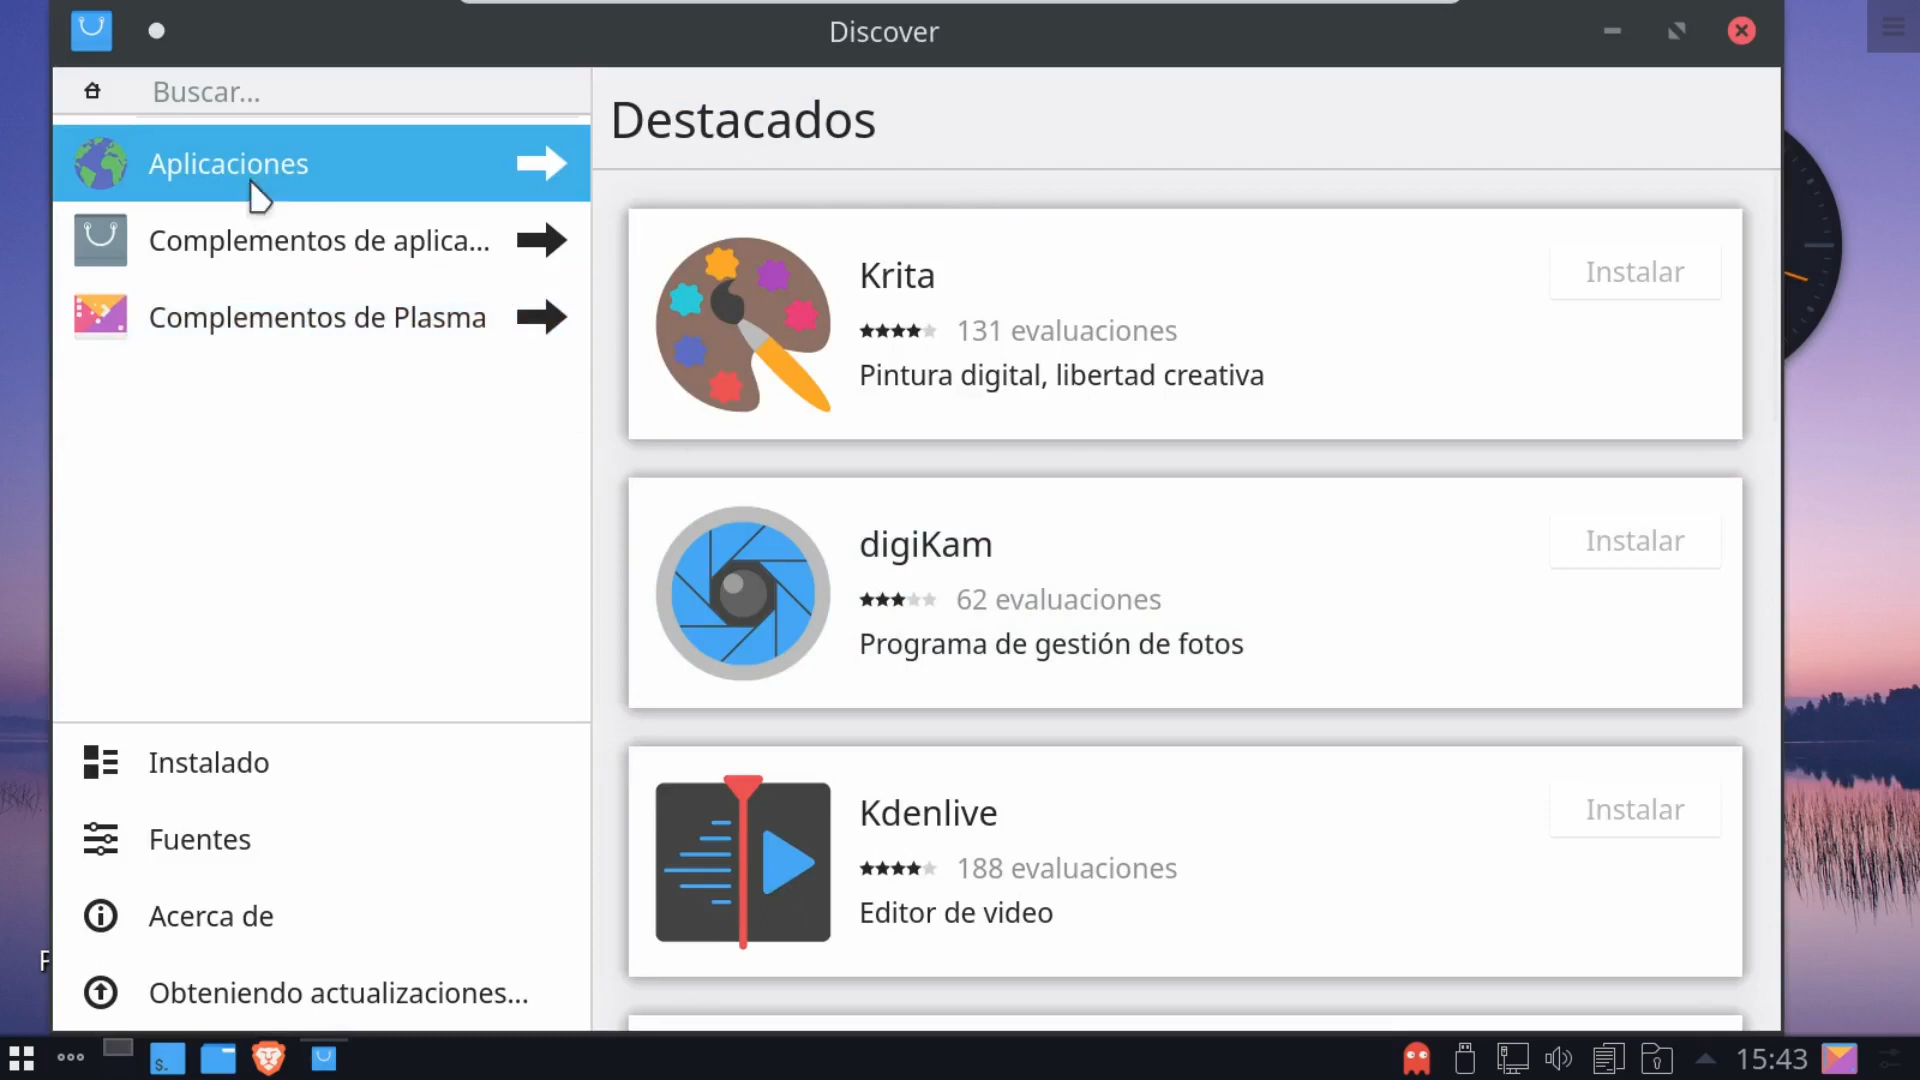 Discover
Buscar...
Aplicaciones
Complementos de aplica...
Complementos de Plasma
Instalado
Fuentes
Acerca de
Obteniendo actualizaciones...
Destacados
Krita
Instalar
131 evaluaciones
Pintura digital, libertad creativa
digiKam
Instalar
62 evaluaciones
Programa de gestión de fotos
Kdenlive
Instalar
188 evaluaciones
Editor de video
15:43